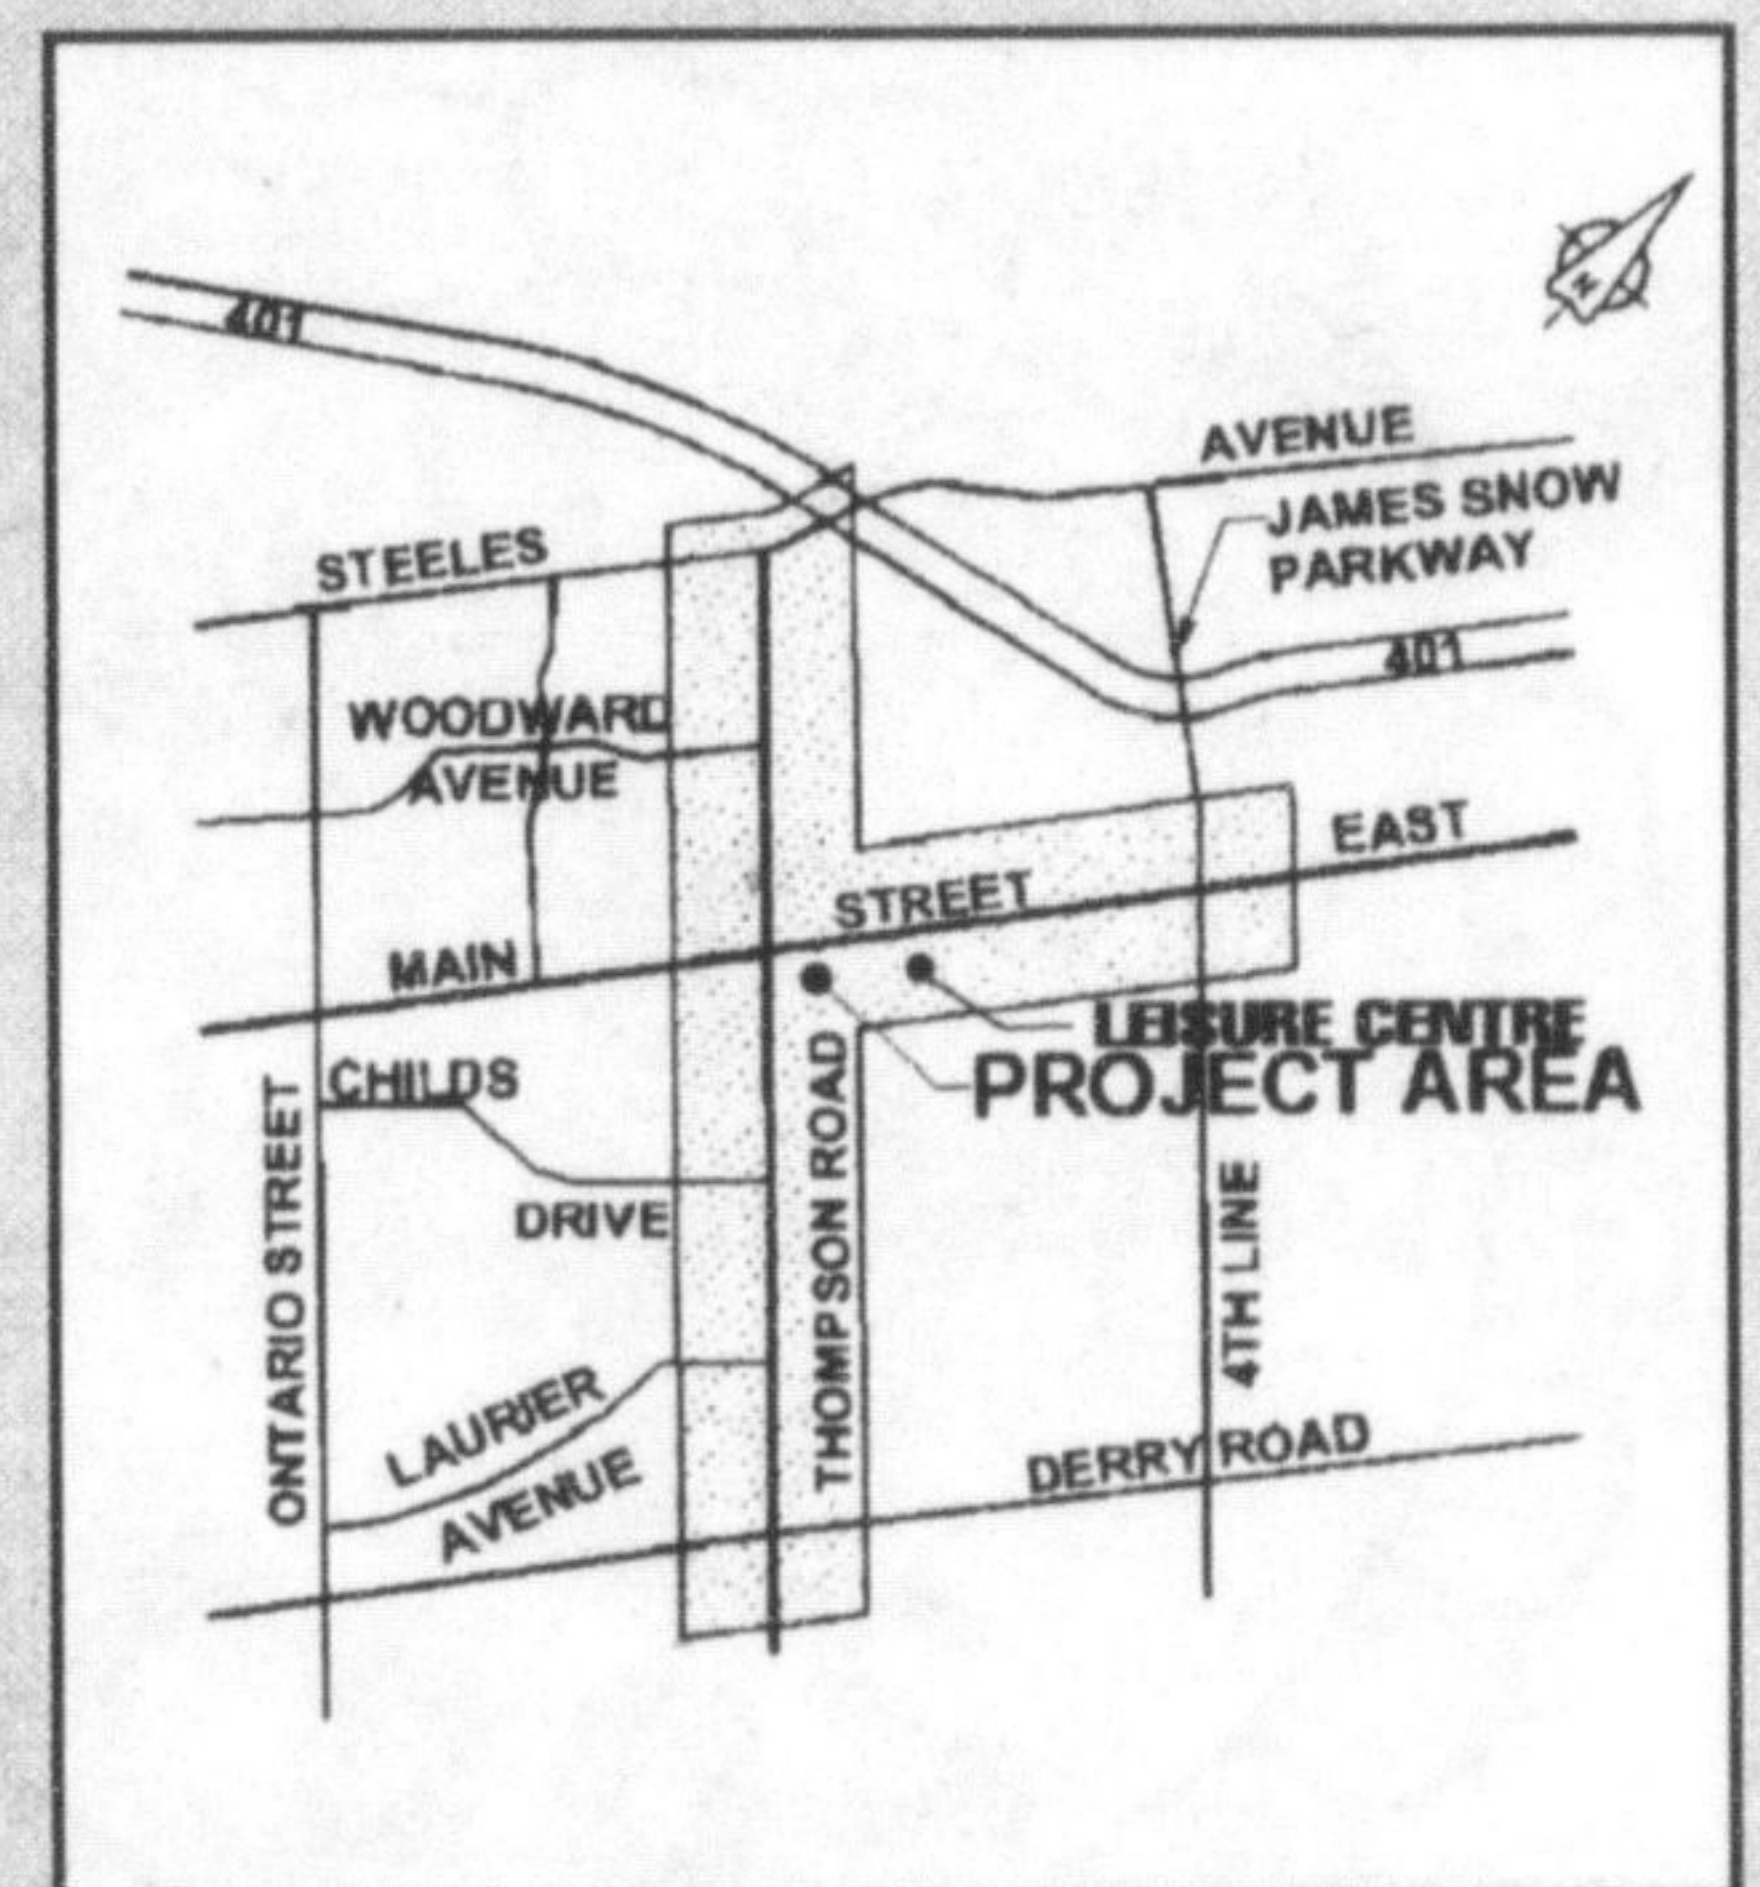 N
401
AVENUE
JAMES SNOW
PARKWAY
STEELES
401
WOODWARD
AVENUE
EAST
STREET
MAIN
LEISURE CENTRE
PROJECT AREA
CHILDS
DRIVE
ONTARIO STREET
THOMPSON ROAD
4TH LINE
LAURIER
AVENUE
DERRY ROAD